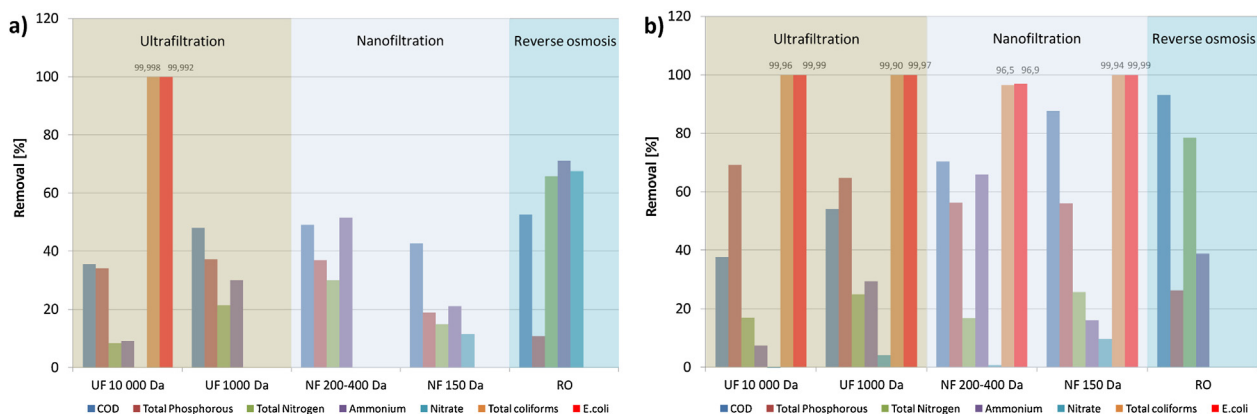 a)
120
100
80
60
40
20
0
Removal [%]
Ultrafiltration
Nanofiltration
Reverse osmosis
99,998 99,992
UF 10 000 Da UF 1000 Da NF 200-400 Da NF 150 Da RO
COD Total Phosphorous Total Nitrogen Ammonium Nitrate Total coliforms E.coli
b)
120
100
80
60
40
20
0
Removal [%]
Ultrafiltration
Nanofiltration
Reverse osmosis
99,96 99,99
99,90 99,97
96,5 96,9
99,94 99,99
UF 10 000 Da UF 1000 Da NF 200-400 Da NF 150 Da RO
COD Total Phosphorous Total Nitrogen Ammonium Nitrate Total coliforms E.coli